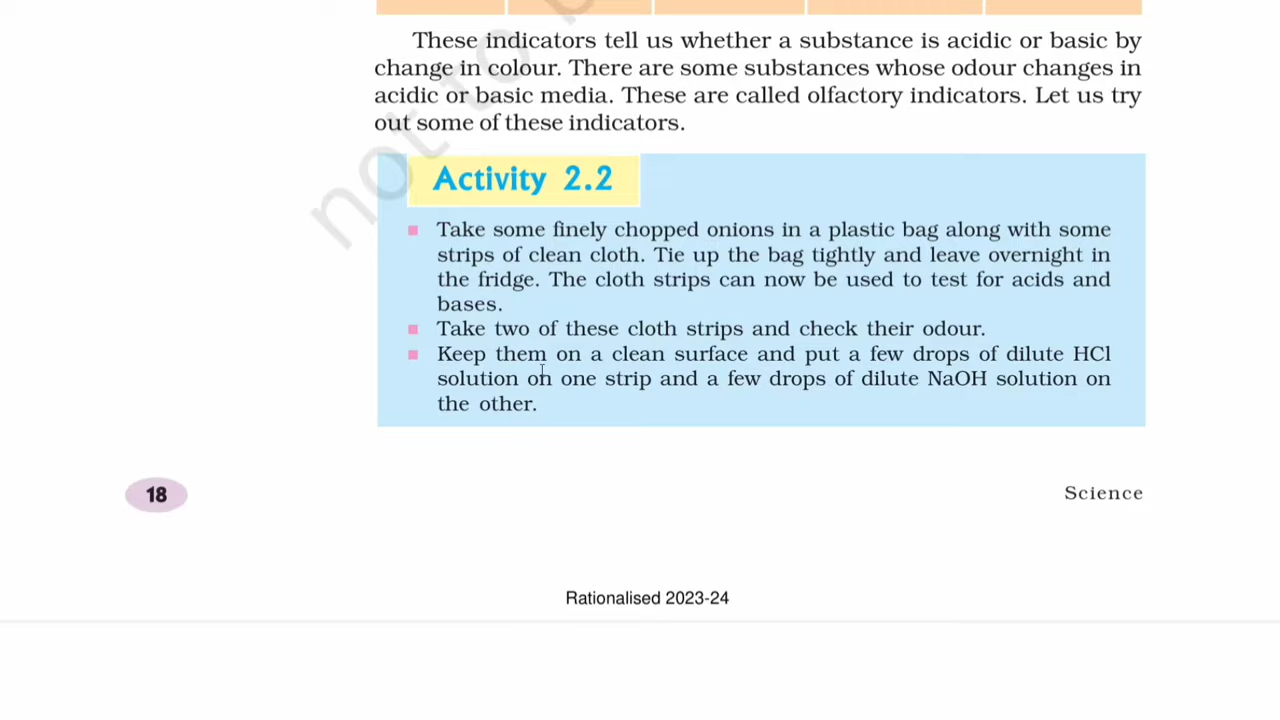 These indicators tell us whether a substance is acidic or basic by
change in colour. There are some substances whose odour changes in
acidic or basic media. These are called olfactory indicators. Let us try
out some of these indicators.
Activity 2.2
Take some finely chopped onions in a plastic bag along with some
strips of clean cloth. Tie up the bag tightly and leave overnight in
the fridge. The cloth strips can now be used to test for acids and
bases.
Take two of these cloth strips and check their odour.
Keep them on a clean surface and put a few drops of dilute HCl
solution on one strip and a few drops of dilute NaOH solution on
the other.
18
Science
Rationalised 2023-24
not to b